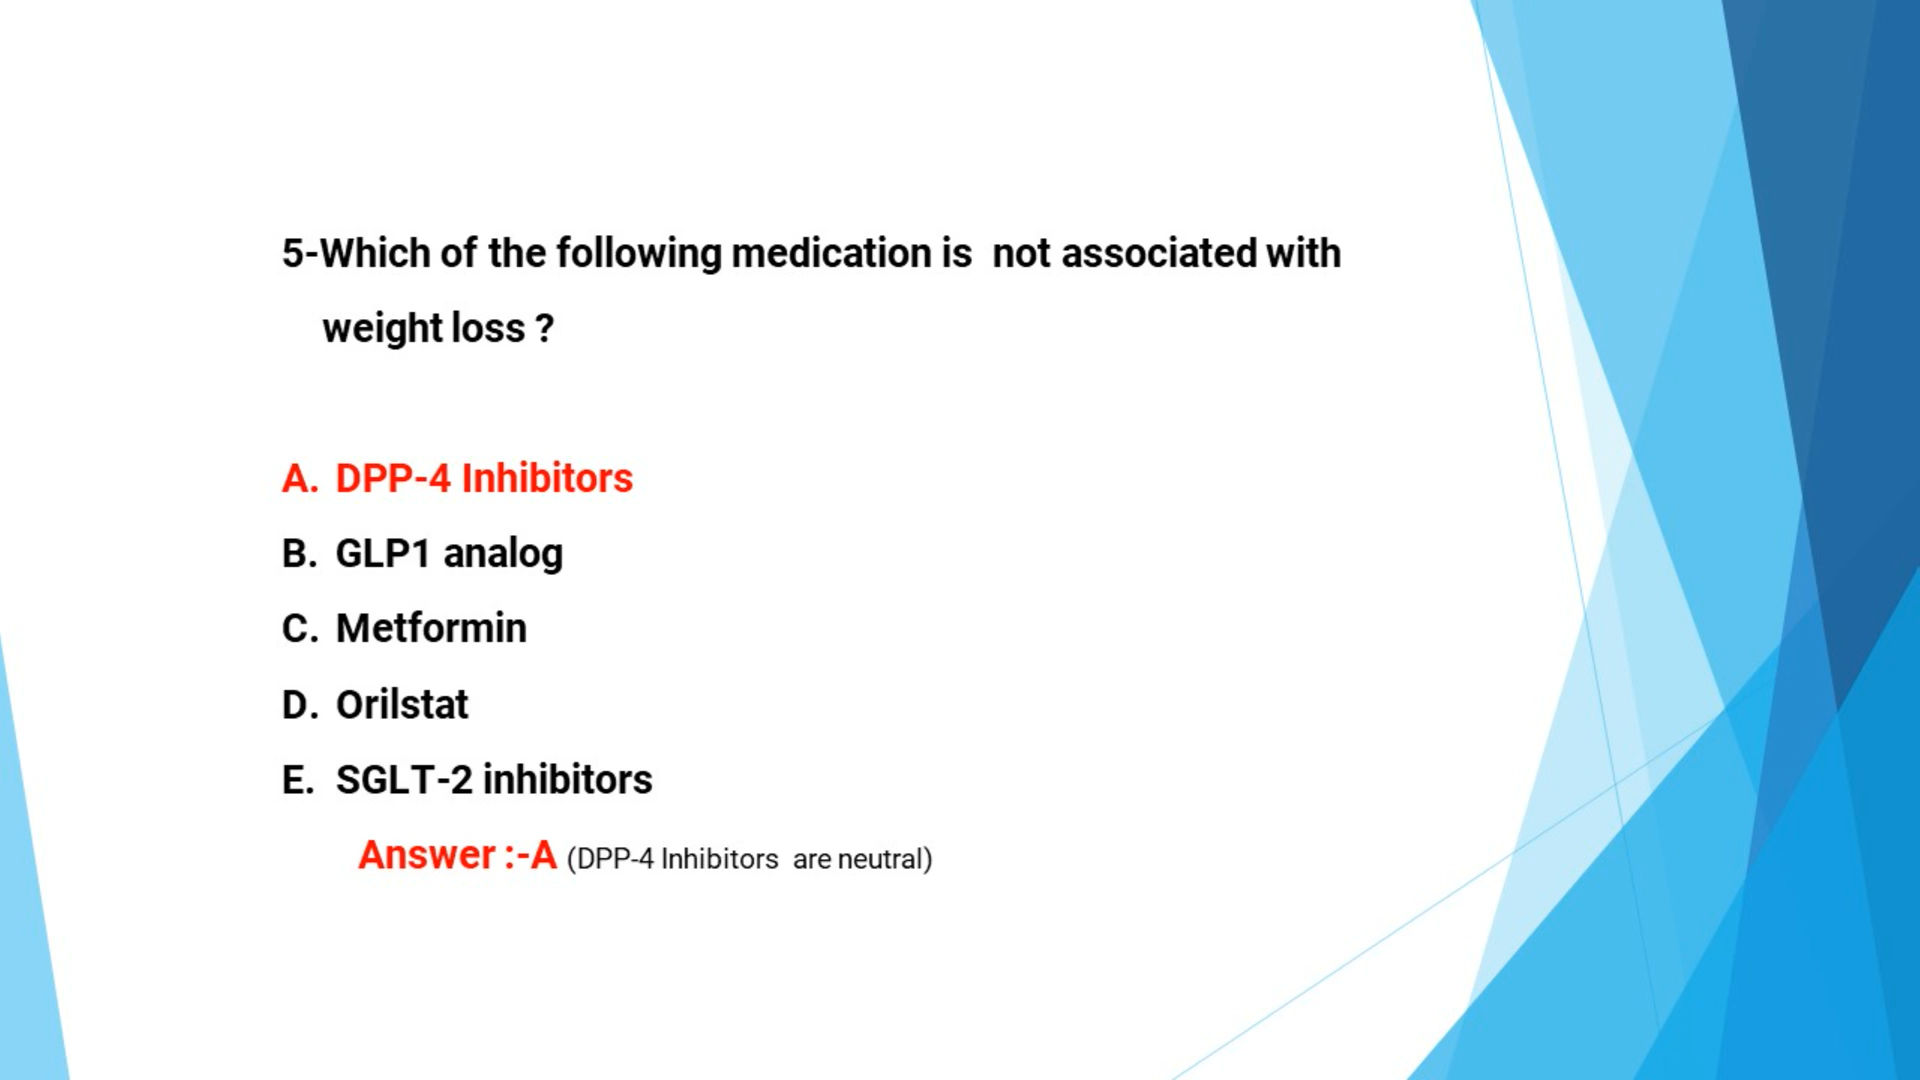 5-Which of the following medication is  not associated with
weight loss ?
A. DPP-4 Inhibitors
B. GLP1 analog
C. Metformin
D. Orilstat
E. SGLT-2 inhibitors
Answer :-A (DPP-4 Inhibitors  are neutral)